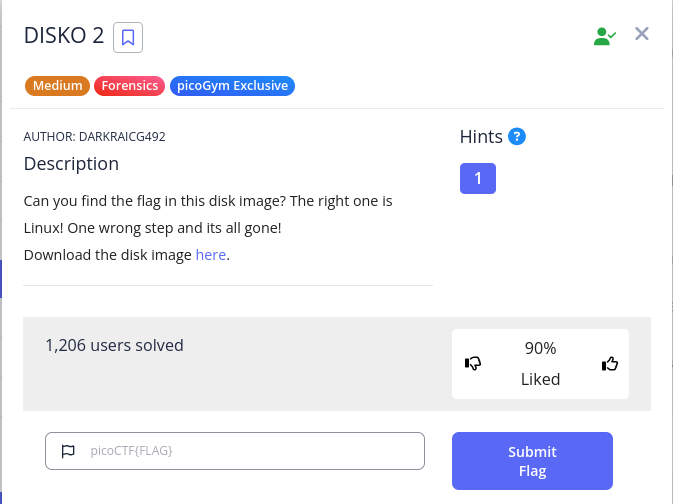 DISKO 2
Medium Forensics picoGym Exclusive
AUTHOR: DARKRAICG492
Description
Can you find the flag in this disk image? The right one is
Linux! One wrong step and its all gone!
Download the disk image here.
Hints ?
1
1,206 users solved
90%
Liked
picoCTF{FLAG}
Submit
Flag